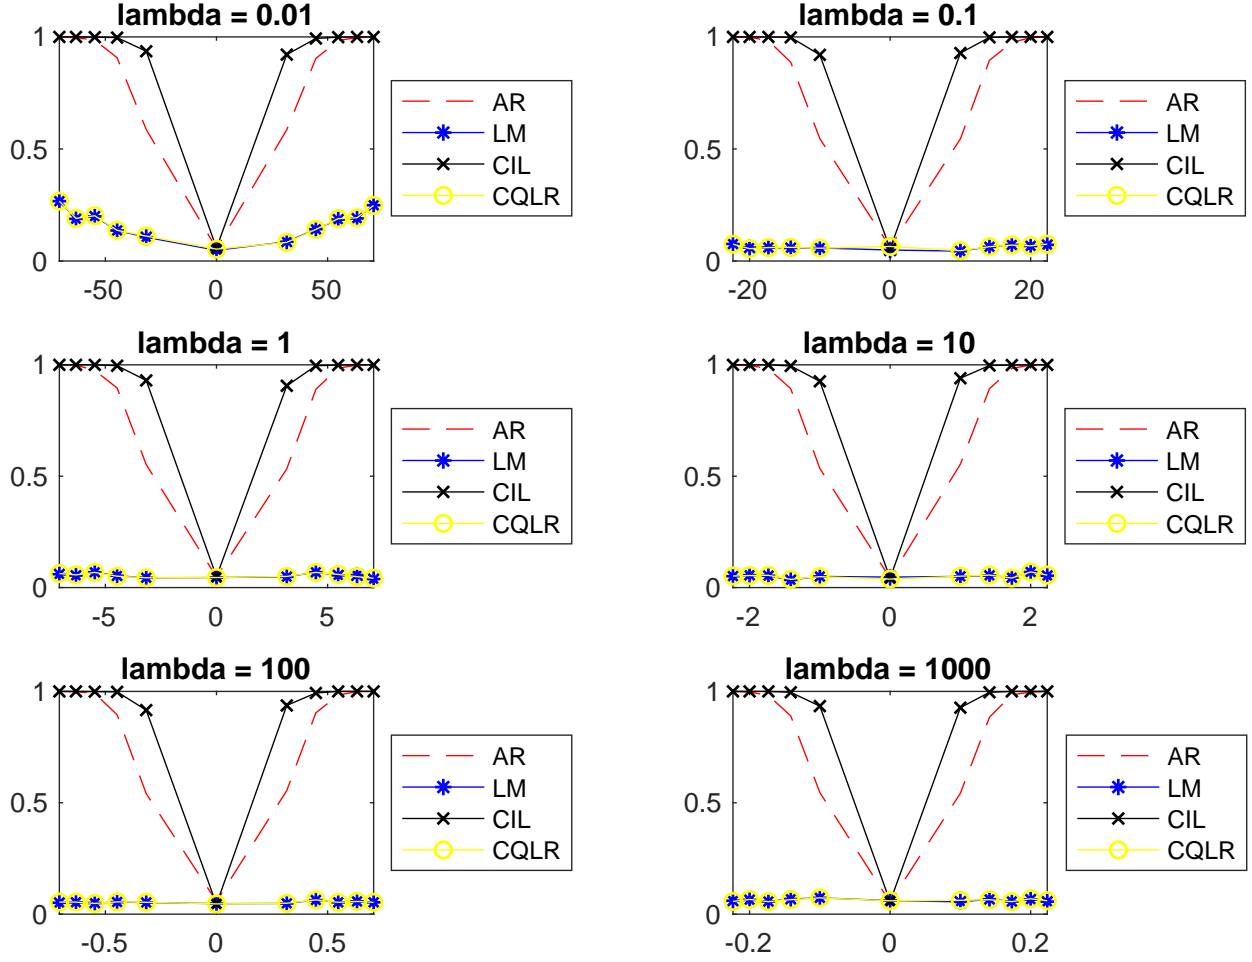 lambda = 0.01
1
0.5
0
-50
0
50
AR
LM
CIL
CQLR
lambda = 0.1
1
0.5
0
-20
0
20
AR
LM
CIL
CQLR
lambda = 1
1
0.5
0
-5
0
5
AR
LM
CIL
CQLR
lambda = 10
1
0.5
0
-2
0
2
AR
LM
CIL
CQLR
lambda = 100
1
0.5
0
-0.5
0
0.5
AR
LM
CIL
CQLR
lambda = 1000
1
0.5
0
-0.2
0
0.2
AR
LM
CIL
CQLR